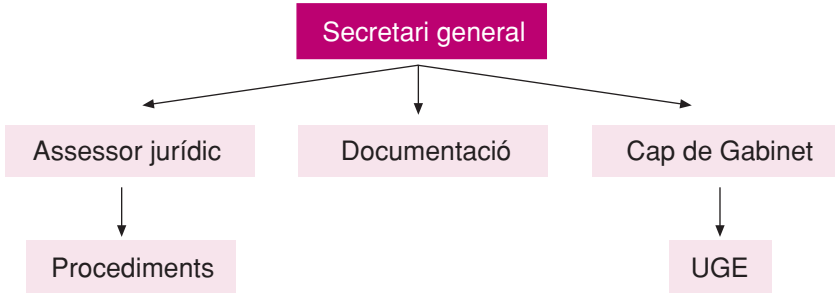 Secretari general
Assessor jurídic
Documentació
Cap de Gabinet
Procediments
UGE